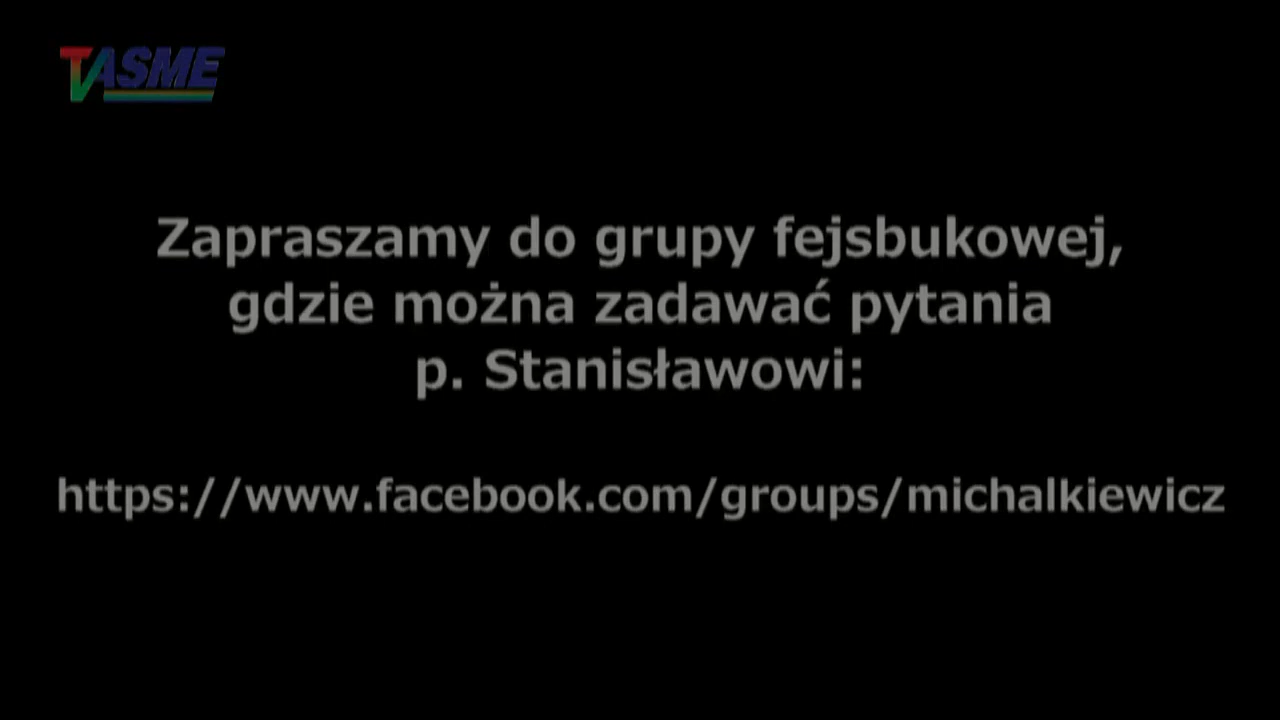 TASME
Zapraszamy do grupy fejsbukowej,
gdzie można zadawać pytania
p. Stanisławowi:
https://www.facebook.com/groups/michalkiewicz